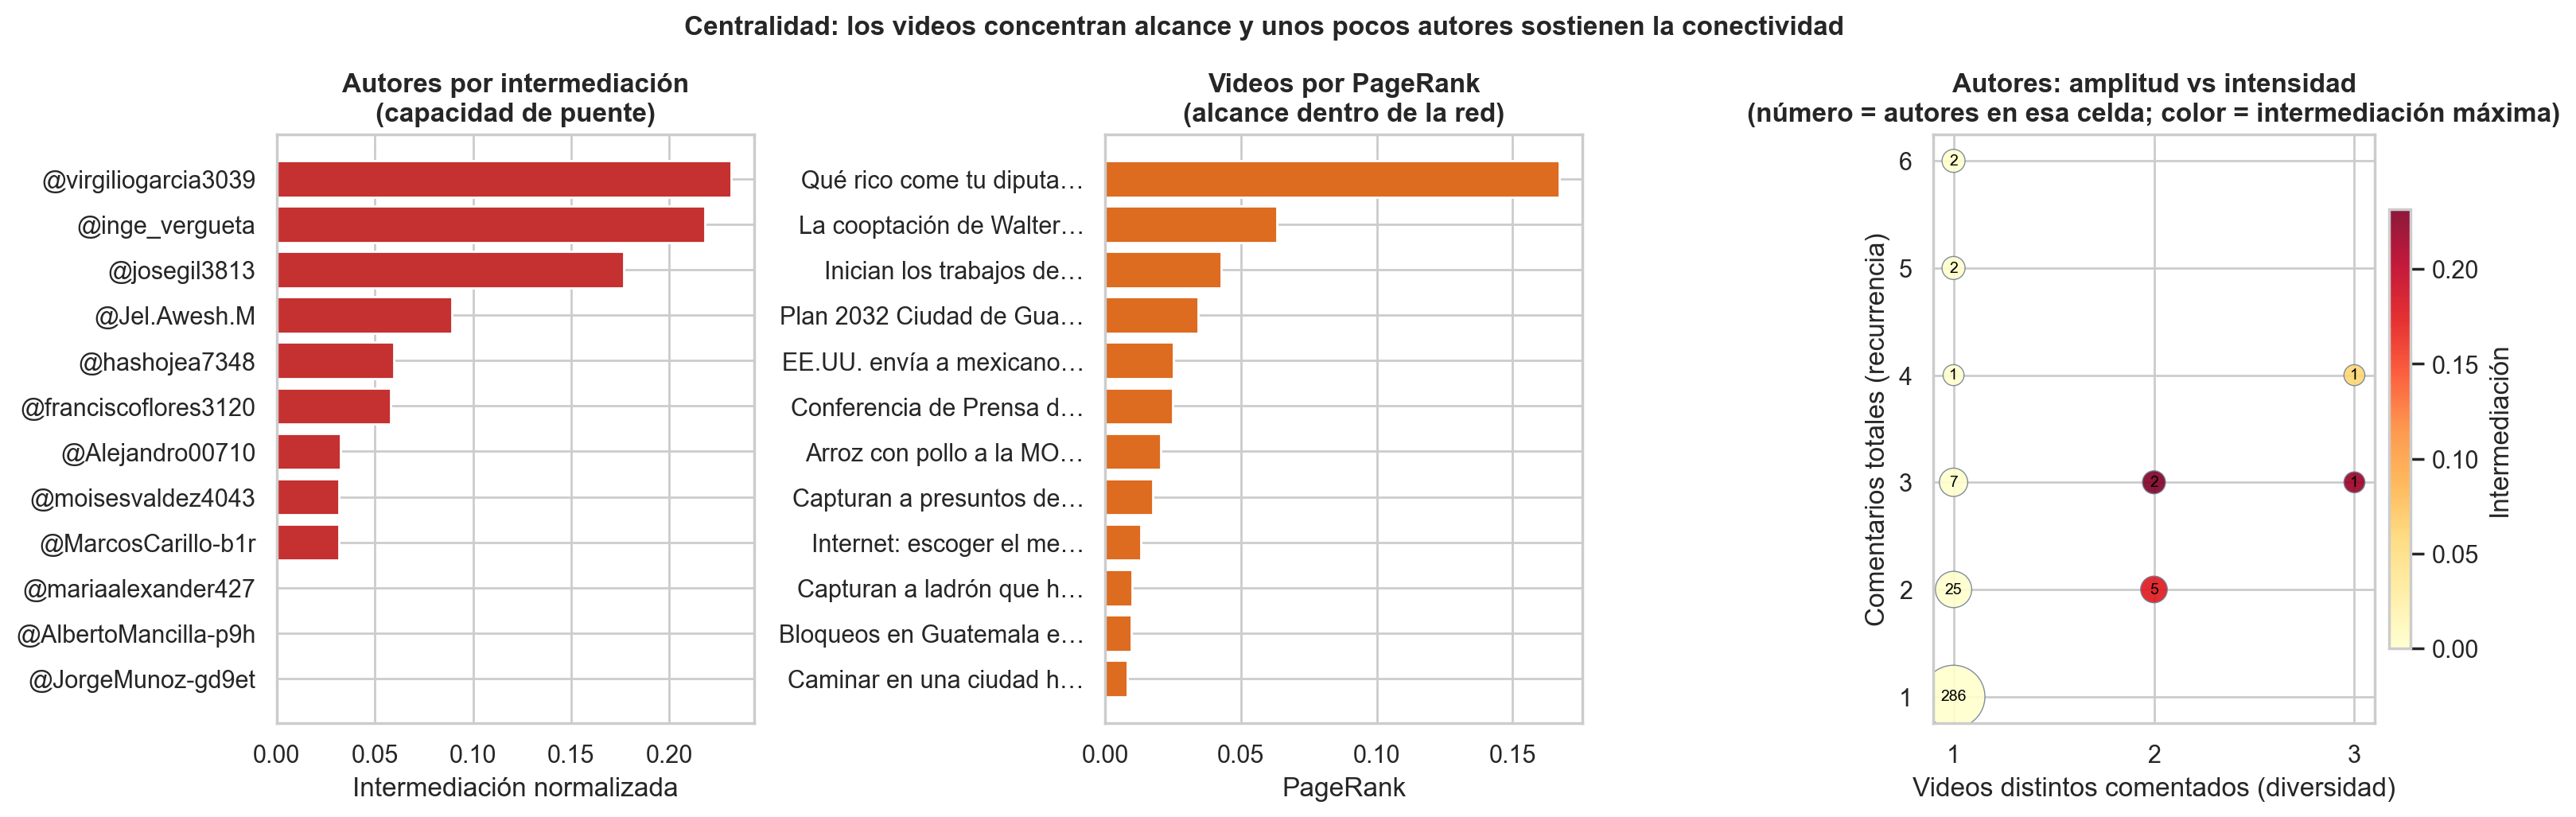 Centralidad: los videos concentran alcance y unos pocos autores sostienen la conectividad
Autores por intermediación
(capacidad de puente)
@virgiliogarcia3039
@inge_vergueta
@josegil3813
@Jel.Awesh.M
@hashojea7348
@franciscoflores3120
@Alejandro00710
@moisesvaldez4043
@MarcosCarillo-b1r
@mariaalexander427
@AlbertoMancilla-p9h
@JorgeMunoz-gd9et
0.00 0.05 0.10 0.15 0.20
Intermediación normalizada
Videos por PageRank
(alcance dentro de la red)
Qué rico come tu diputa…
La cooptación de Walter…
Inician los trabajos de…
Plan 2032 Ciudad de Gua…
EE.UU. envía a mexicano…
Conferencia de Prensa d…
Arroz con pollo a la MO…
Capturan a presuntos de…
Internet: escoger el me…
Capturan a ladrón que h…
Bloqueos en Guatemala e…
Caminar en una ciudad h…
0.00 0.05 0.10 0.15
PageRank
Autores: amplitud vs intensidad
(número = autores en esa celda; color = intermediación máxima)
Comentarios totales (recurrencia)
6 2
5 2
4 1 1
3 7 2 1
2 25 5
1 286
1 2 3
Videos distintos comentados (diversidad)
0.20
0.15
0.10
0.05
0.00
Intermediación